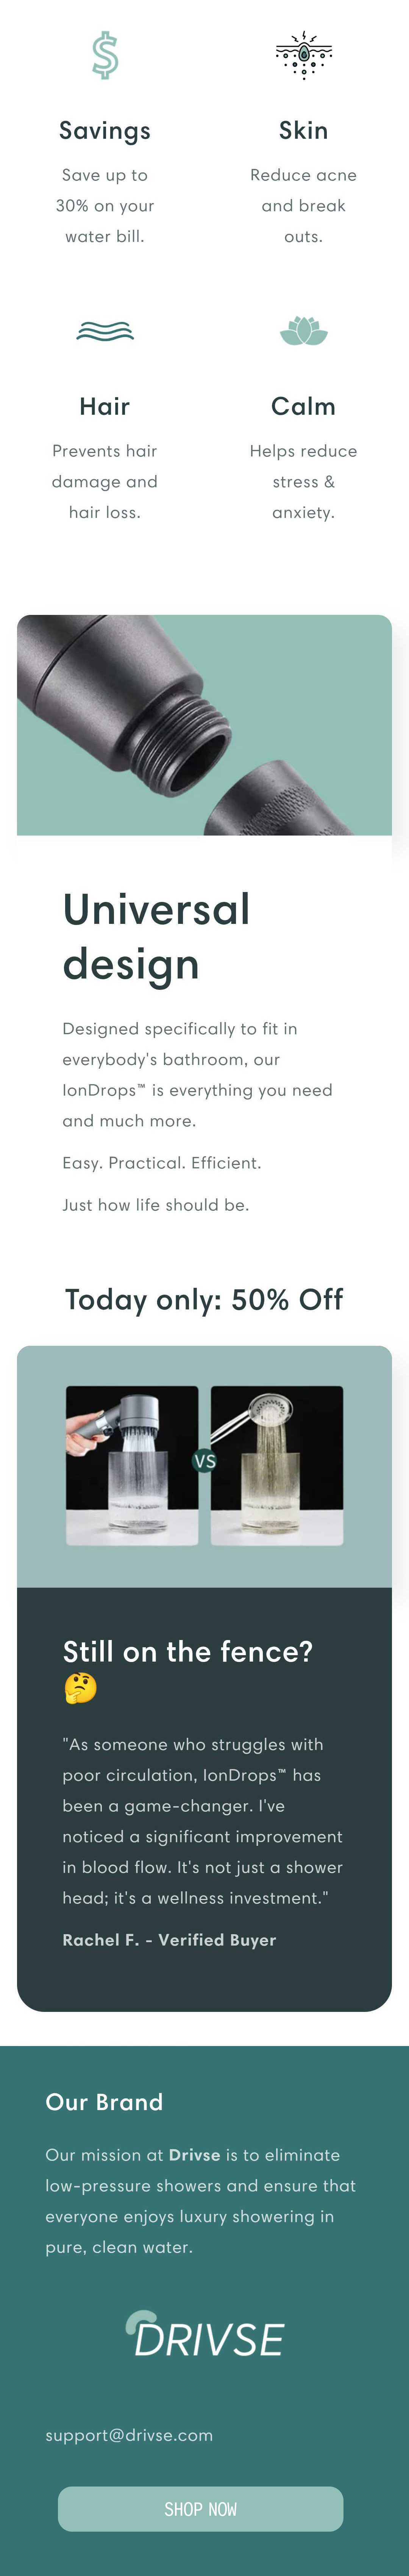 Savings
Save up to
30% on your
water bill.
Skin
Reduce acne
and break
outs.
Hair
Prevents hair
damage and
hair loss.
Calm
Helps reduce
stress &
anxiety.
Universal
design
Designed specifically to fit in
everybody's bathroom, our
IonDrops™ is everything you need
and much more.
Easy. Practical. Efficient.
Just how life should be.
Today only: 50% Off
VS
Still on the fence?
🤔
"As someone who struggles with
poor circulation, IonDrops™ has
been a game-changer. I've
noticed a significant improvement
in blood flow. It's not just a shower
head; it's a wellness investment."
Rachel F. - Verified Buyer
Our Brand
Our mission at Drivse is to eliminate
low-pressure showers and ensure that
everyone enjoys luxury showering in
pure, clean water.
DRIVSE
support@drivse.com
SHOP NOW